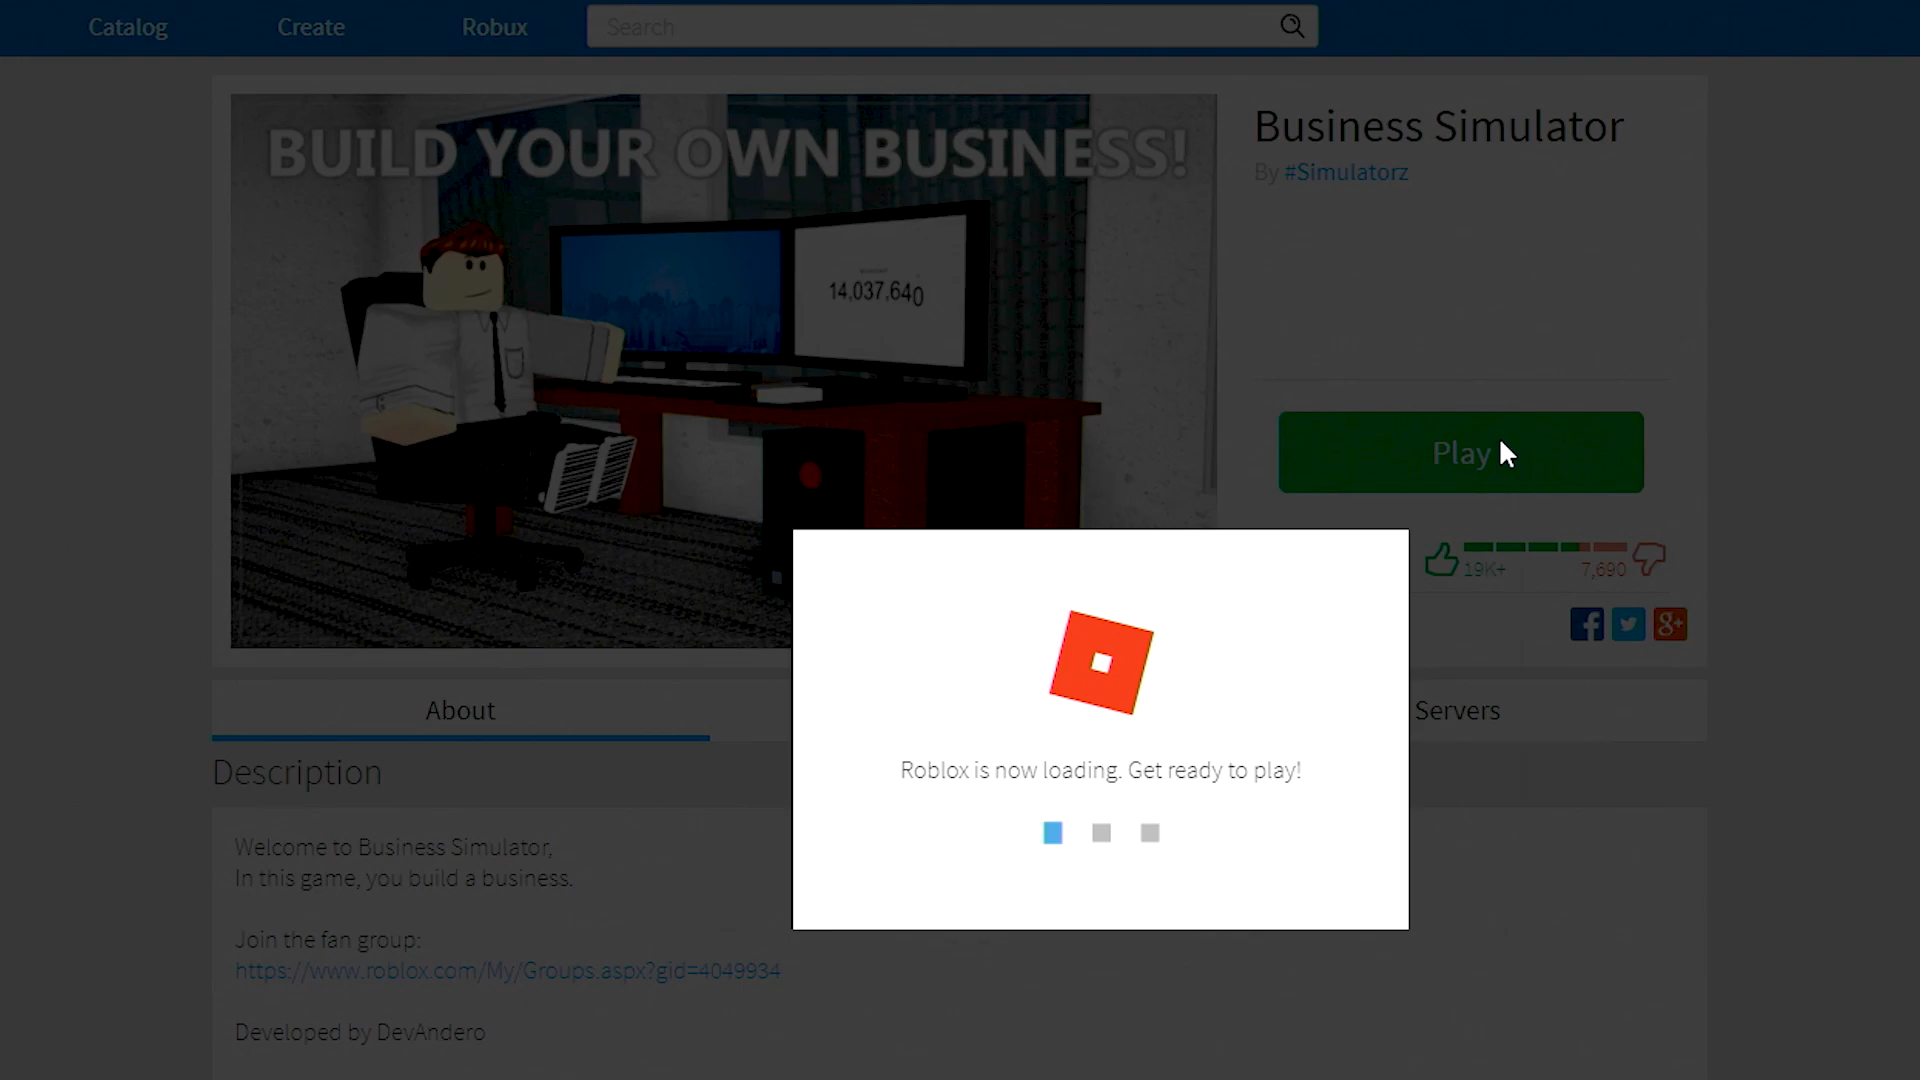 Catalog
Create
Robux
Search
BUILD YOUR OWN BUSINESS!
14,037,640
Business Simulator
By #Simulatorz
Play
19K+
7,690
f
g+
About
Servers
Description
Roblox is now loading. Get ready to play!
Welcome to Business Simulator,
In this game, you build a business.
Join the fan group:
https://www.roblox.com/My/Groups.aspx?gid=4049934
Developed by DevAndero